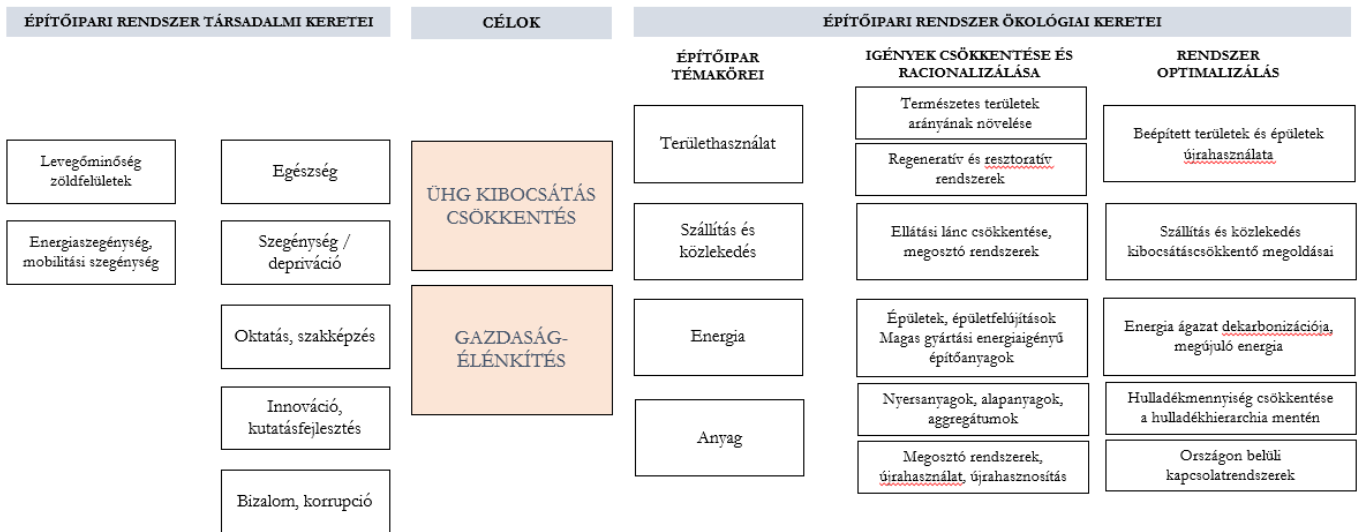 ÉPÍTŐIPARI RENDSZER TÁRSADALMI KERETEI
CÉLOK
ÉPÍTŐIPARI RENDSZER ÖKOLÓGIAI KERETEI
ÉPÍTŐIPAR
TÉMAKÖREI
IGÉNYEK CSÖKKENTÉSE ÉS
RACIONALIZÁLÁSA
RENDSZER
OPTIMALIZÁLÁS
Levegőminőség
zöldfelületek
Energiaszegénység,
mobilitási szegénység
Egészség
Szegénység /
depriváció
Oktatás, szakképzés
Innováció,
kutatásfejlesztés
Bizalom, korrupció
ÜHG KIBOCSÁTÁS
CSÖKKENTÉS
GAZDASÁG-
ÉLÉNKÍTÉS
Területhasználat
Szállítás és
közlekedés
Energia
Anyag
Természetes területek
arányának növelése
Regeneratív és resztoratív
rendszerek
Ellátási lánc csökkentése,
megosztó rendszerek
Épületek, épületfelújítások
Magas gyártási energiaigényű
építőanyagok
Nyersanyagok, alapanyagok,
aggregátumok
Megosztó rendszerek,
újrahasználat, újrahasznosítás
Beépített területek és épületek
újrahasználata
Szállítás és közlekedés
kibocsátáscsökkentő megoldásai
Energia ágazat dekarbonizációja,
megújuló energia
Hulladékmennyiség csökkentése
a hulladékhierarchia mentén
Országon belüli
kapcsolatrendszerek